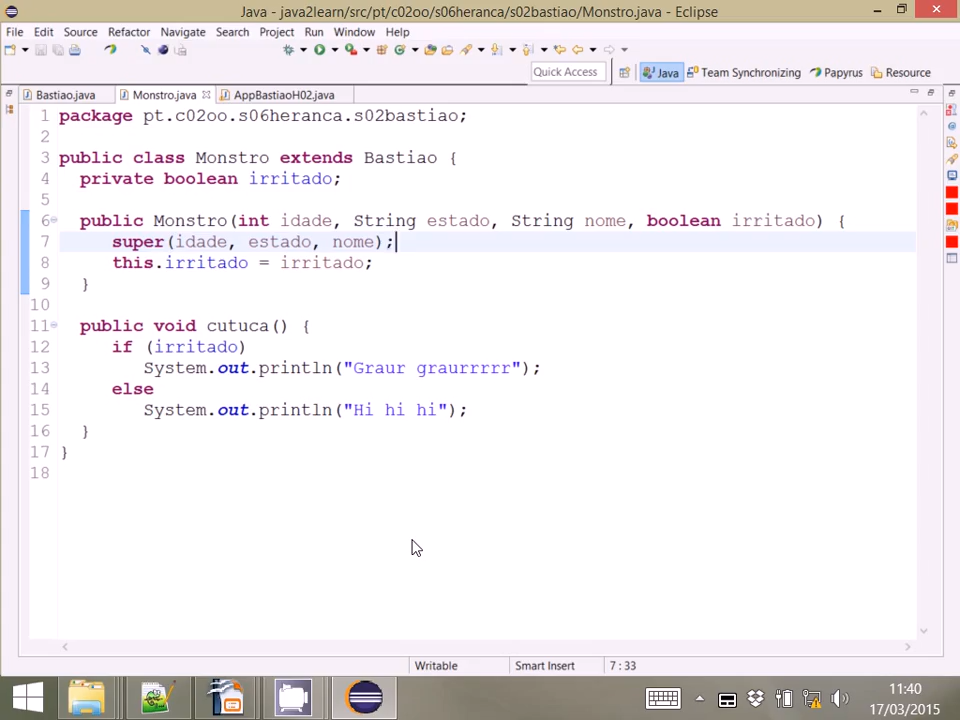 Java - java2learn/src/pt/c02oo/s06heranca/s02bastiao/Monstro.java - Eclipse
File Edit Source Refactor Navigate Search Project Run Window Help
Quick Access Java Team Synchronizing Papyrus Resource
Bastiao.java Monstro.java AppBastiaoH02.java
1 package pt.c02oo.s06heranca.s02bastiao;
2
3 public class Monstro extends Bastiao {
4 private boolean irritado;
5
6 public Monstro(int idade, String estado, String nome, boolean irritado) {
7 super(idade, estado, nome);
8 this.irritado = irritado;
9 }
10
11 public void cutuca() {
12 if (irritado)
13 System.out.println("Graur graurrrrr");
14 else
15 System.out.println("Hi hi hi");
16 }
17 }
18
Writable Smart Insert 7 : 33
11:40
17/03/2015